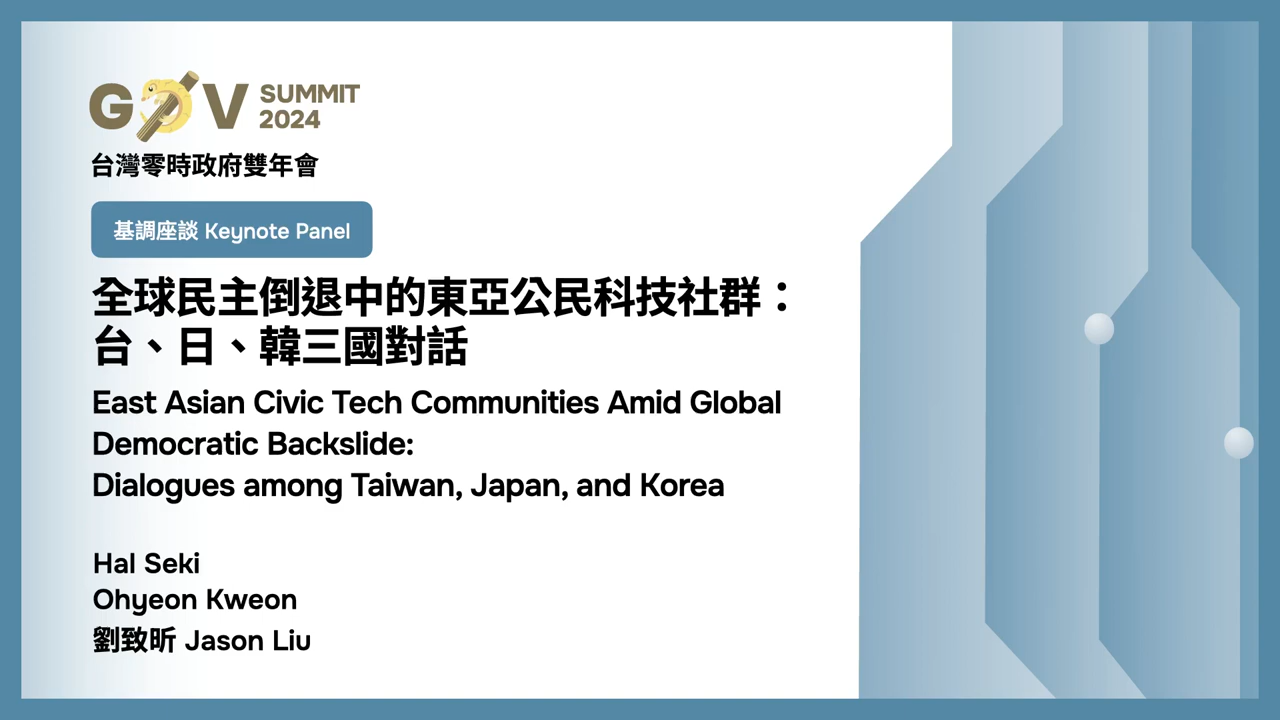 G0V SUMMIT 2024
台灣零時政府雙年會
基調座談 Keynote Panel
全球民主倒退中的東亞公民科技社群：
台、日、韓三國對話
East Asian Civic Tech Communities Amid Global
Democratic Backslide:
Dialogues among Taiwan, Japan, and Korea
Hal Seki
Ohyeon Kweon
劉致昕 Jason Liu